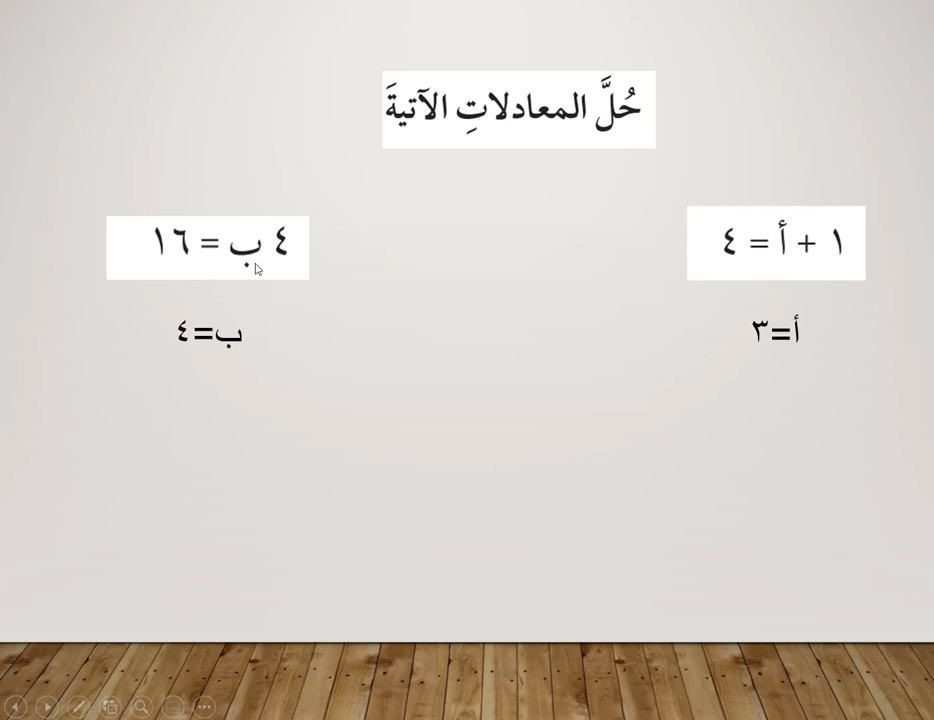 حُلَّ المعادلاتِ الآتيةَ
١ + أ = ٤
٤ ب = ١٦
أ=٣
ب=٤